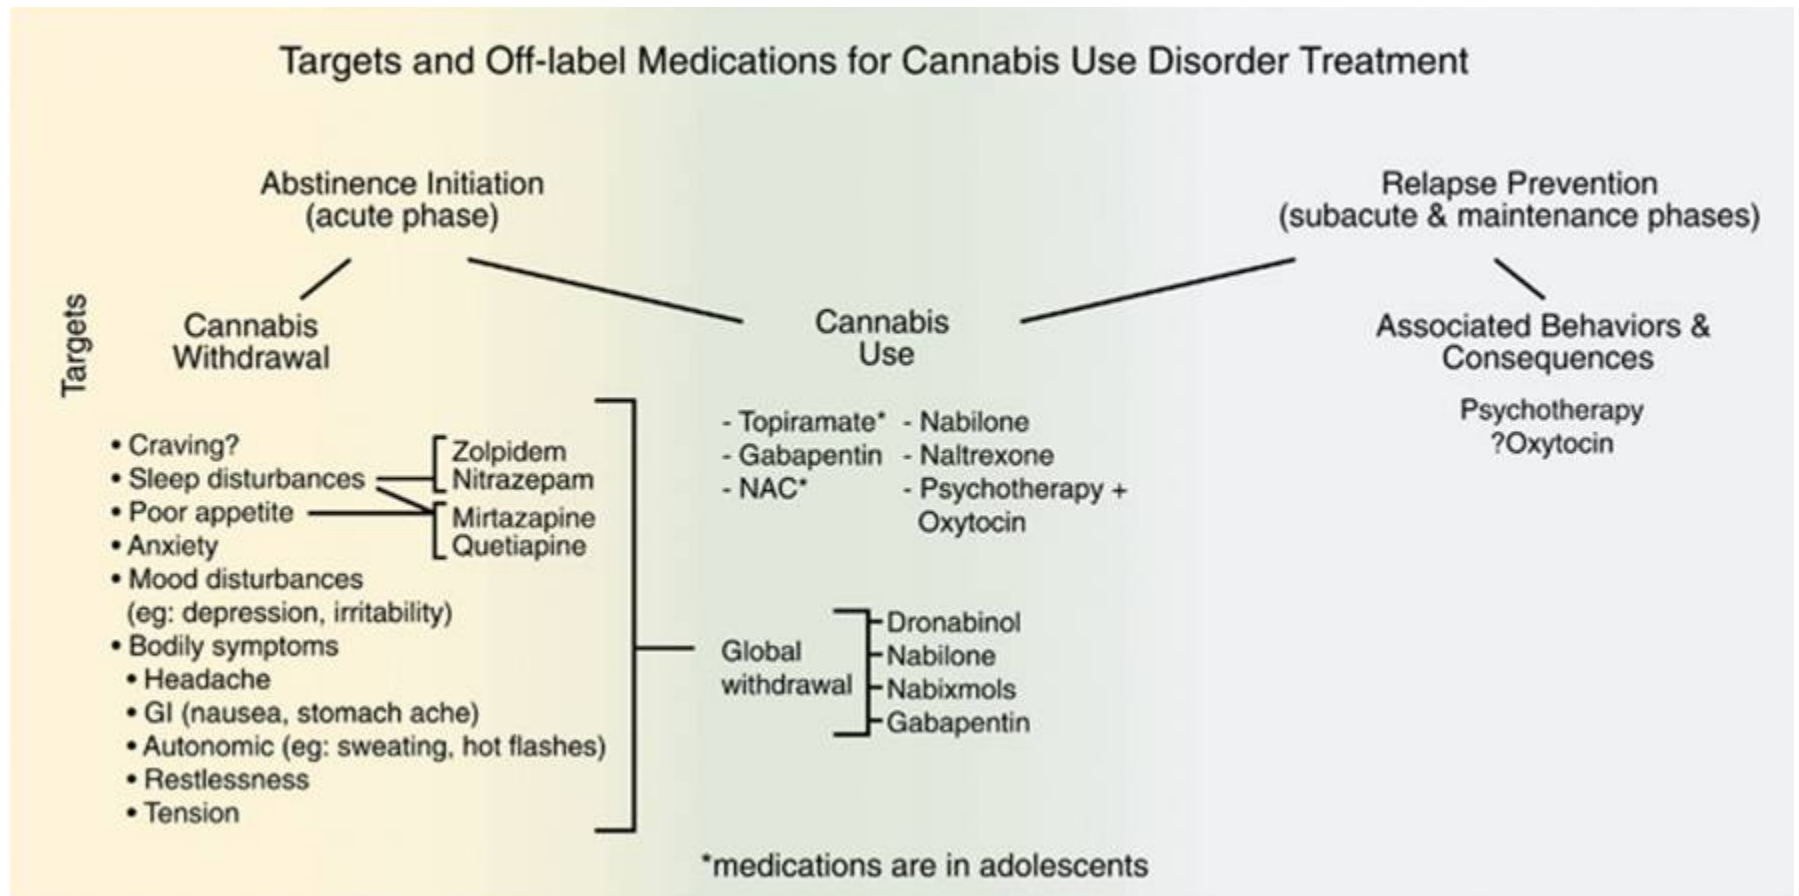 Targets and Off-label Medications for Cannabis Use Disorder Treatment
Abstinence Initiation
(acute phase)
Relapse Prevention
(subacute & maintenance phases)
Targets
Cannabis
Withdrawal
Cannabis
Use
Associated Behaviors &
Consequences
Psychotherapy
?Oxytocin
• Craving?
• Sleep disturbances
• Poor appetite
• Anxiety
• Mood disturbances
(eg: depression, irritability)
• Bodily symptoms
• Headache
• GI (nausea, stomach ache)
• Autonomic (eg: sweating, hot flashes)
• Restlessness
• Tension
Zolpidem
Nitrazepam
Mirtazapine
Quetiapine
- Topiramate*
- Gabapentin
- NAC*
- Nabilone
- Naltrexone
- Psychotherapy +
Oxytocin
Global
withdrawal
Dronabinol
Nabilone
Nabixmols
Gabapentin
*medications are in adolescents